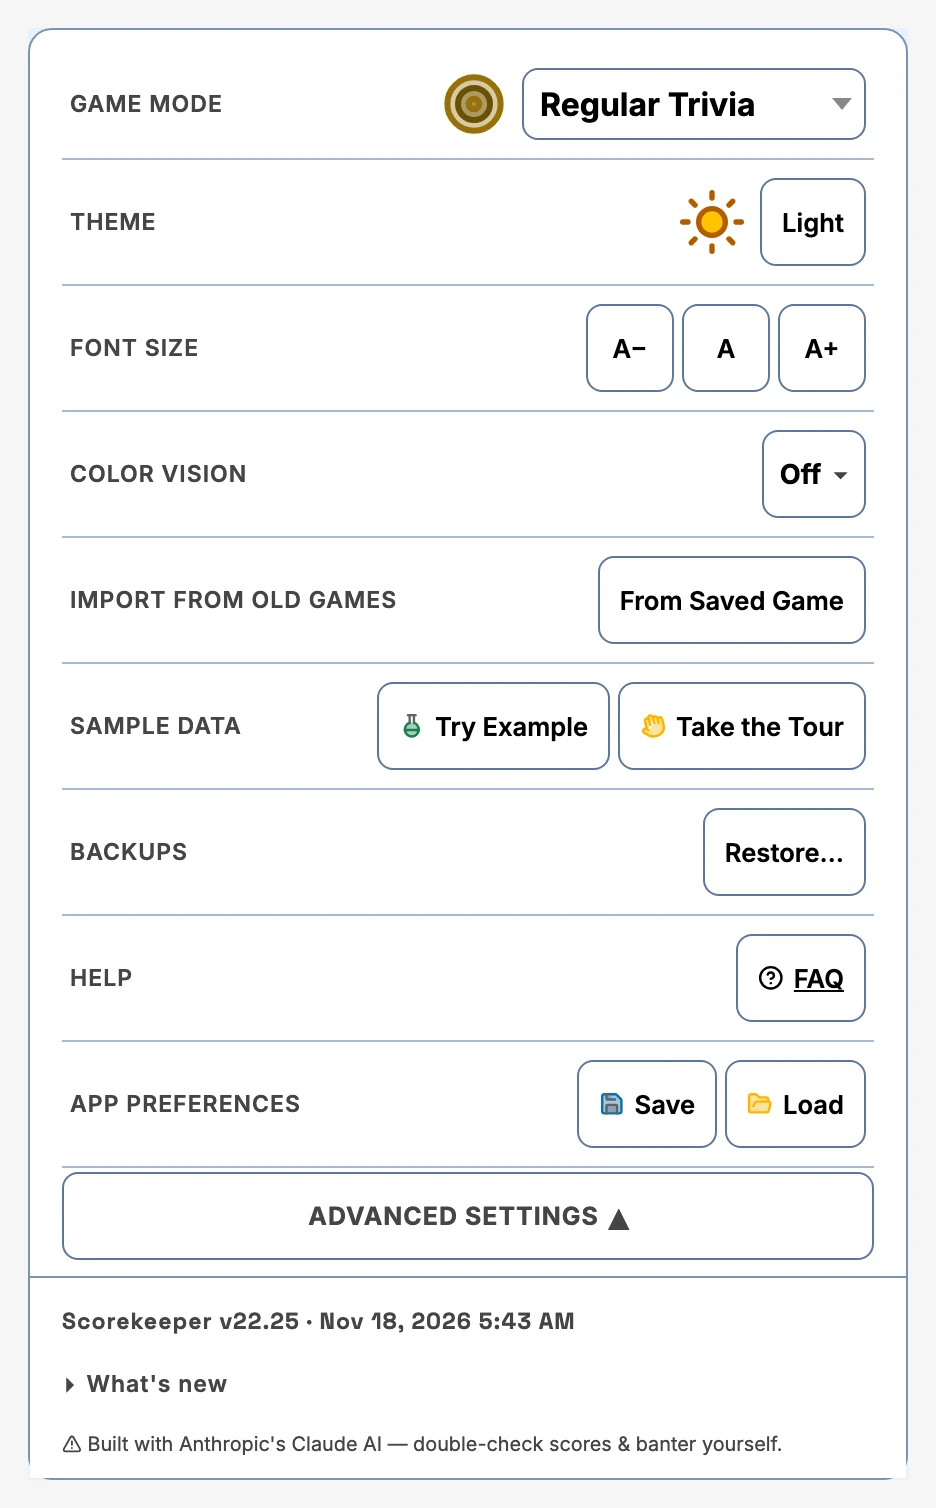 GAME MODE Regular Trivia
THEME Light
FONT SIZE A− A A+
COLOR VISION Off
IMPORT FROM OLD GAMES From Saved Game
SAMPLE DATA Try Example Take the Tour
BACKUPS Restore...
HELP FAQ
APP PREFERENCES Save Load
ADVANCED SETTINGS ▲
Scorekeeper v22.25 · Nov 18, 2026 5:43 AM
What's new
⚠ Built with Anthropic's Claude AI — double-check scores & banter yourself.